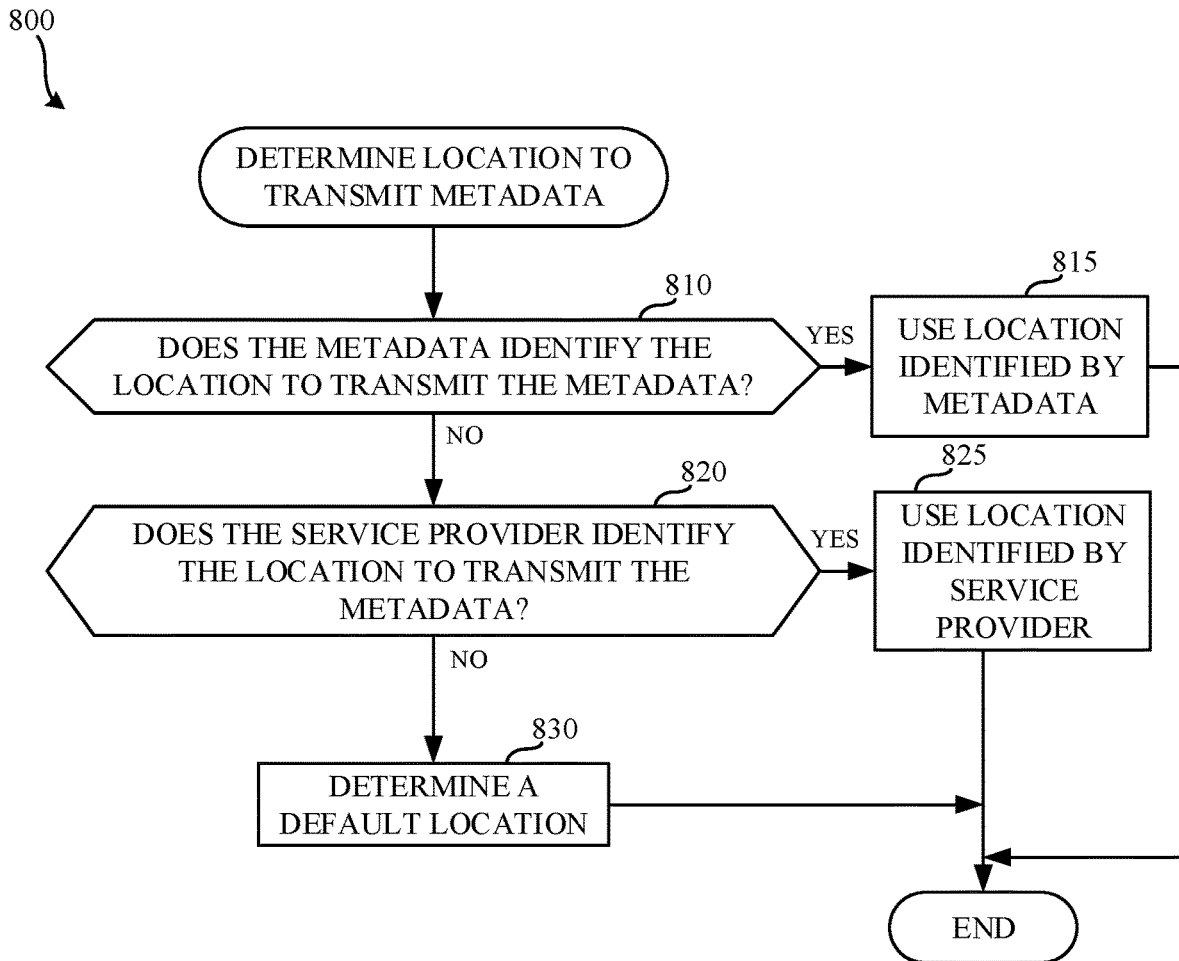 800
DETERMINE LOCATION TO
TRANSMIT METADATA
810
DOES THE METADATA IDENTIFY THE
LOCATION TO TRANSMIT THE METADATA?
YES
815
USE LOCATION
IDENTIFIED BY
METADATA
NO
820
DOES THE SERVICE PROVIDER IDENTIFY
THE LOCATION TO TRANSMIT THE
METADATA?
YES
825
USE LOCATION
IDENTIFIED BY
SERVICE
PROVIDER
NO
830
DETERMINE A
DEFAULT LOCATION
END